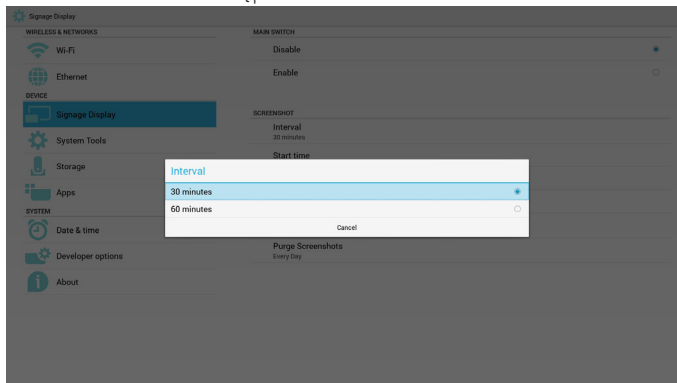 Signage Display
WIRELESS & NETWORKS
Wi-Fi
Ethernet
DEVICE
Signage Display
System Tools
Storage
Apps
SYSTEM
Date & time
Developer options
About
MAIN SWITCH
Disable
Enable
SCREENSHOT
Interval
30 minutes
Start time
Interval
30 minutes
60 minutes
Cancel
Purge Screenshots
Every Day